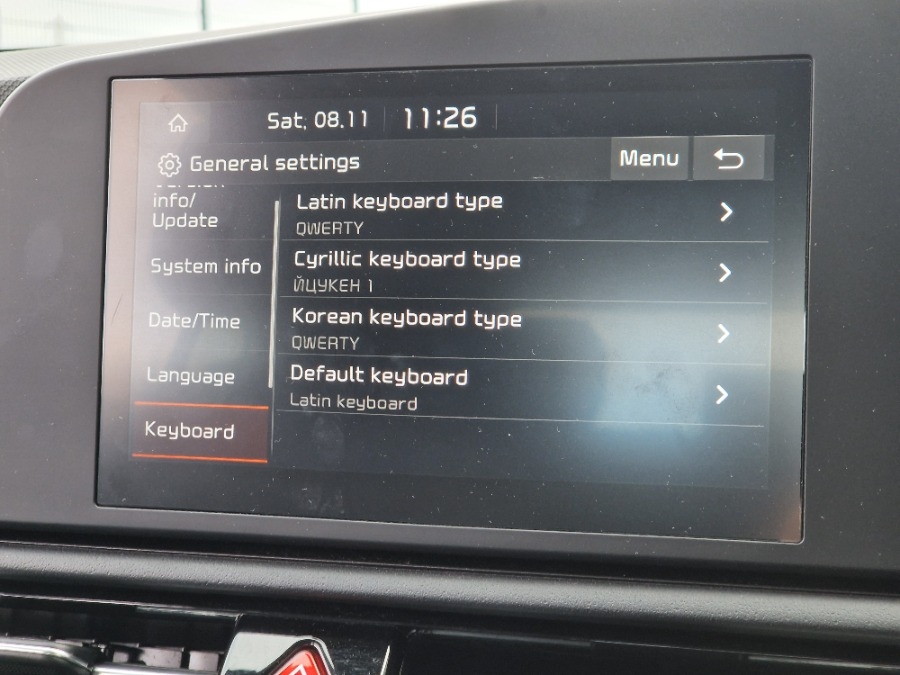 Sat, 08.11 11:26
General settings
Menu
info/
Update
System info
Date/Time
Language
Keyboard
Latin keyboard type
QWERTY
Cyrillic keyboard type
ЙЦУКЕН 1
Korean keyboard type
QWERTY
Default keyboard
Latin keyboard